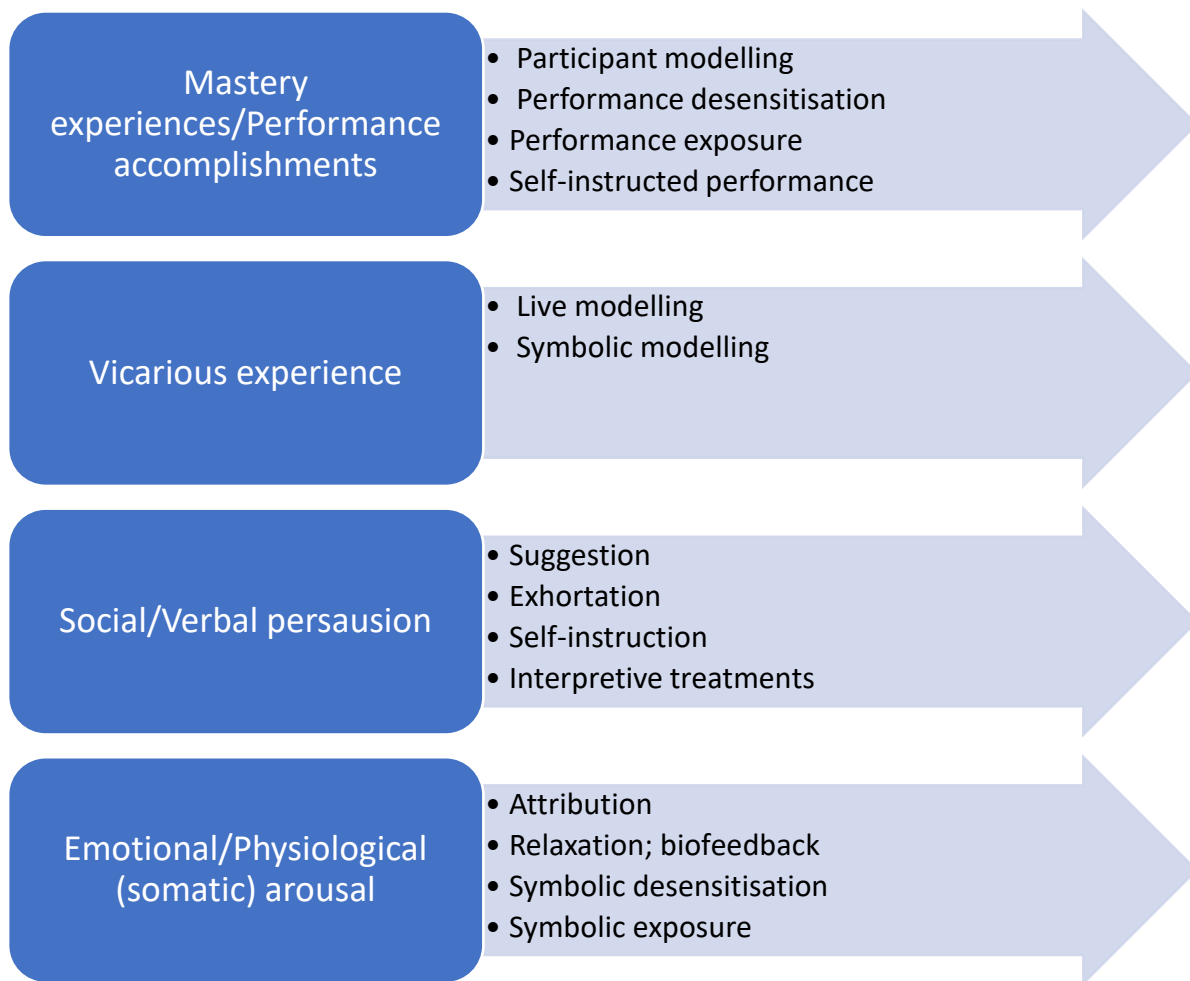 Mastery
experiences/Performance
accomplishments
• Participant modelling
• Performance desensitisation
• Performance exposure
• Self-instructed performance
Vicarious experience
• Live modelling
• Symbolic modelling
Social/Verbal persausion
• Suggestion
• Exhortation
• Self-instruction
• Interpretive treatments
Emotional/Physiological
(somatic) arousal
• Attribution
• Relaxation; biofeedback
• Symbolic desensitisation
• Symbolic exposure